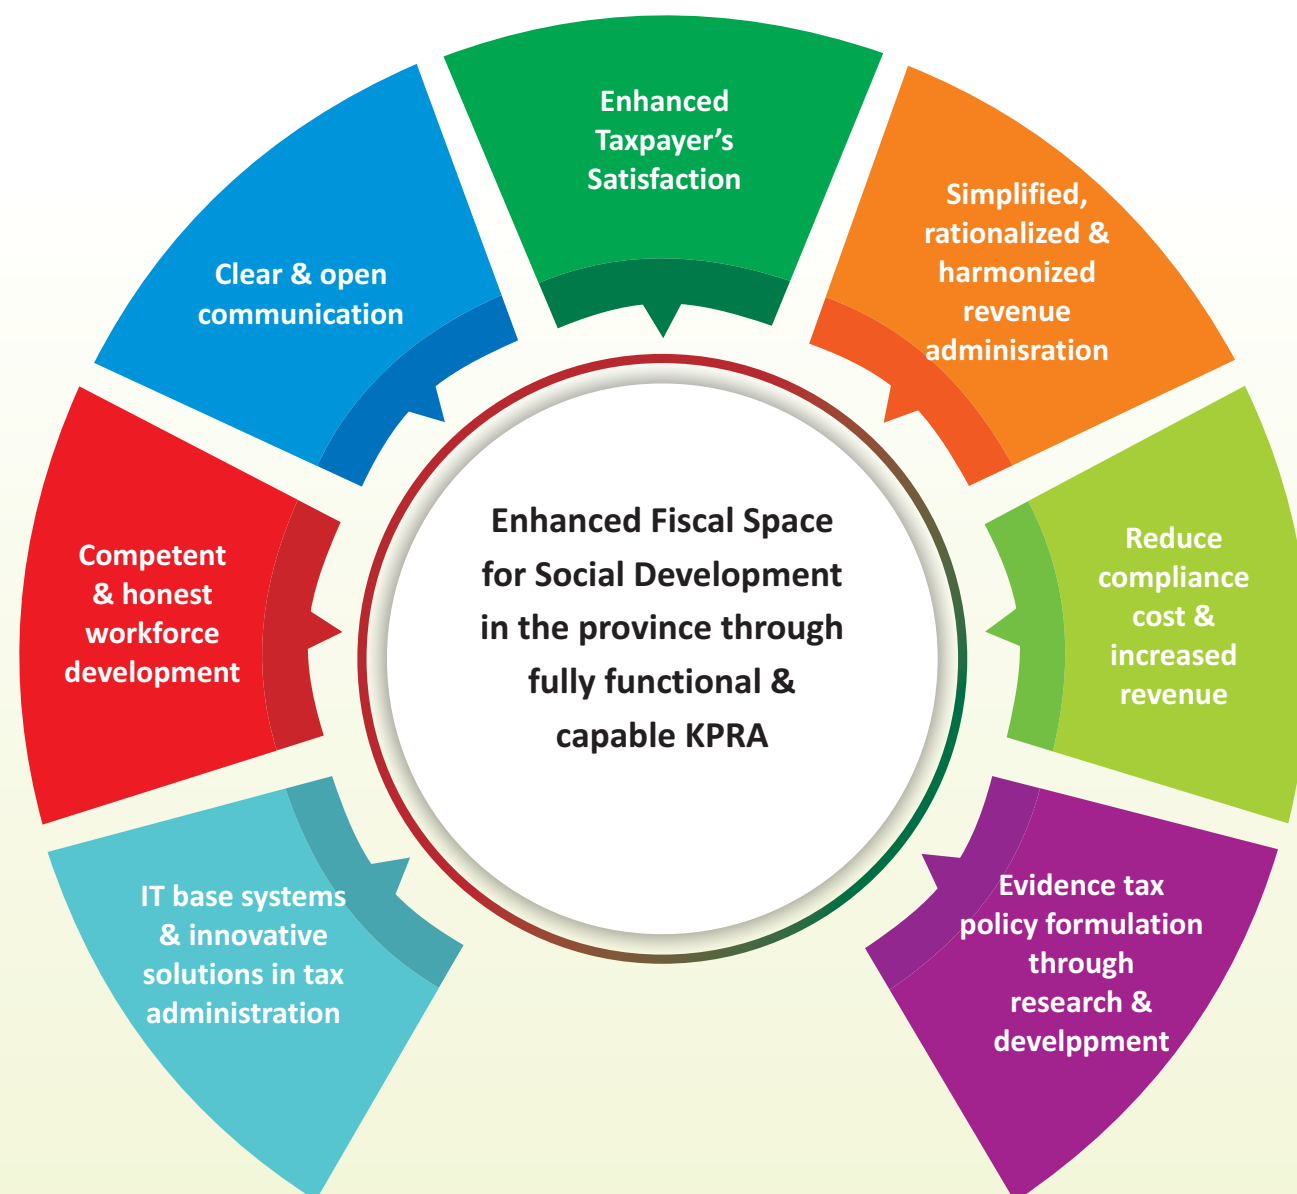 Enhanced
Taxpayer’s
Satisfaction
Simplified,
rationalized &
harmonized
revenue
adminisration
Clear & open
communication
Enhanced Fiscal Space
for Social Development
in the province through
fully functional &
capable KPRA
Reduce
compliance
cost &
increased
revenue
Competent
& honest
workforce
development
Evidence tax
policy formulation
through
research &
develppment
IT base systems
& innovative
solutions in tax
administration